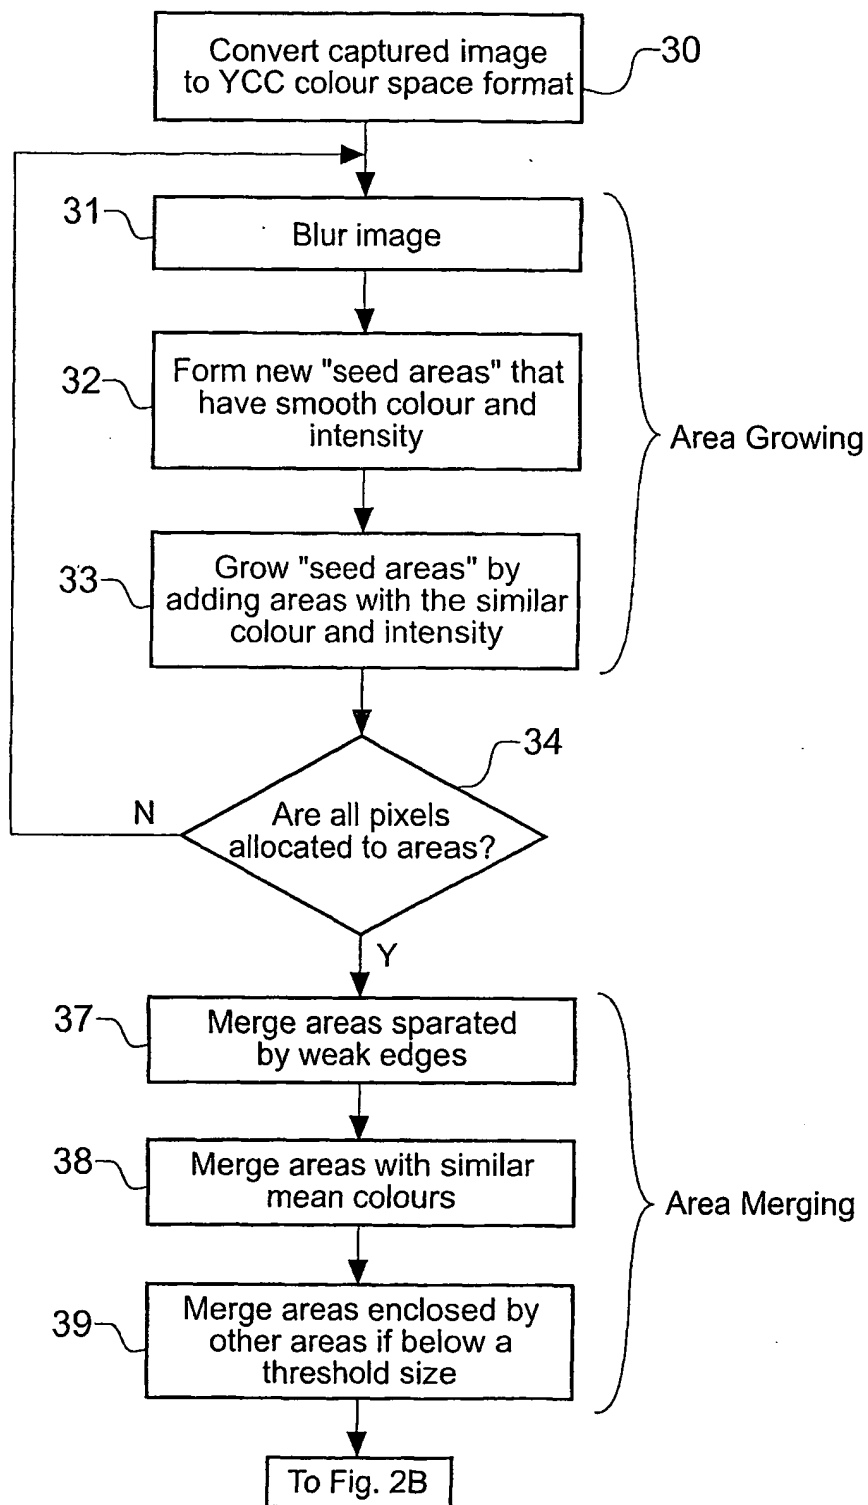 Convert captured image
to YCC colour space format
30
31
Blur image
32
Form new "seed areas" that
have smooth colour and
intensity
Area Growing
33
Grow "seed areas" by
adding areas with the similar
colour and intensity
34
N
Are all pixels
allocated to areas?
Y
37
Merge areas sparated
by weak edges
38
Merge areas with similar
mean colours
Area Merging
39
Merge areas enclosed by
other areas if below a
threshold size
To Fig. 2B